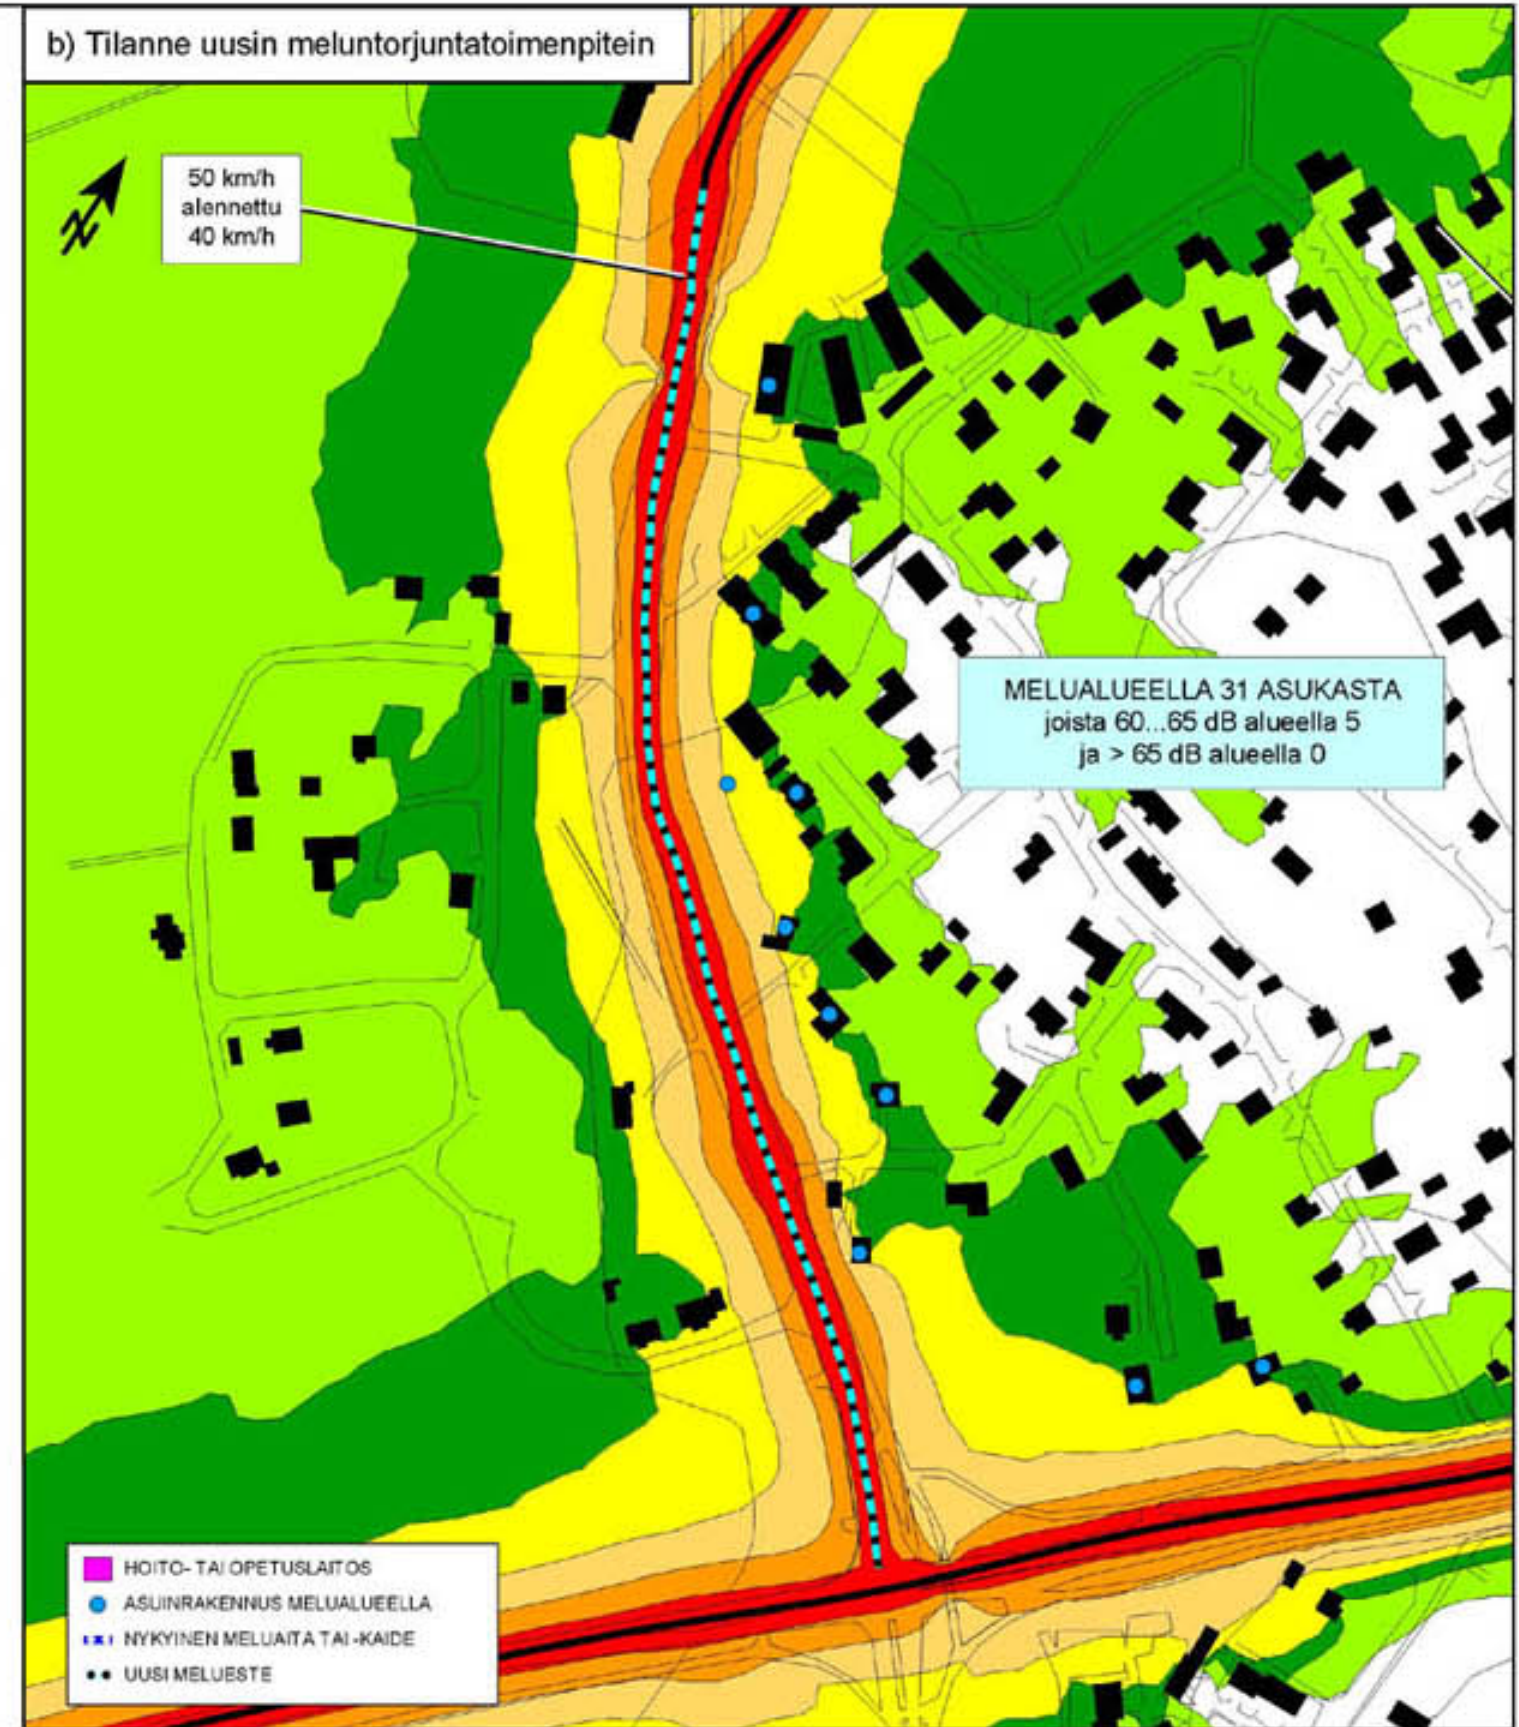 b) Tilanne uusin meluntorjuntatoimenpitein
50 km/h
alennettu
40 km/h
N
MELUALUEELLA 31 ASUKASTA
joista 60...65 dB alueella 5
ja > 65 dB alueella 0
HOITO- TAI OPETUSLAITOS
ASUINRAKENNUS MELUALUEELLA
NYKYINEN MELUAITA TAI -KAIDE
UUSI MELUESTE